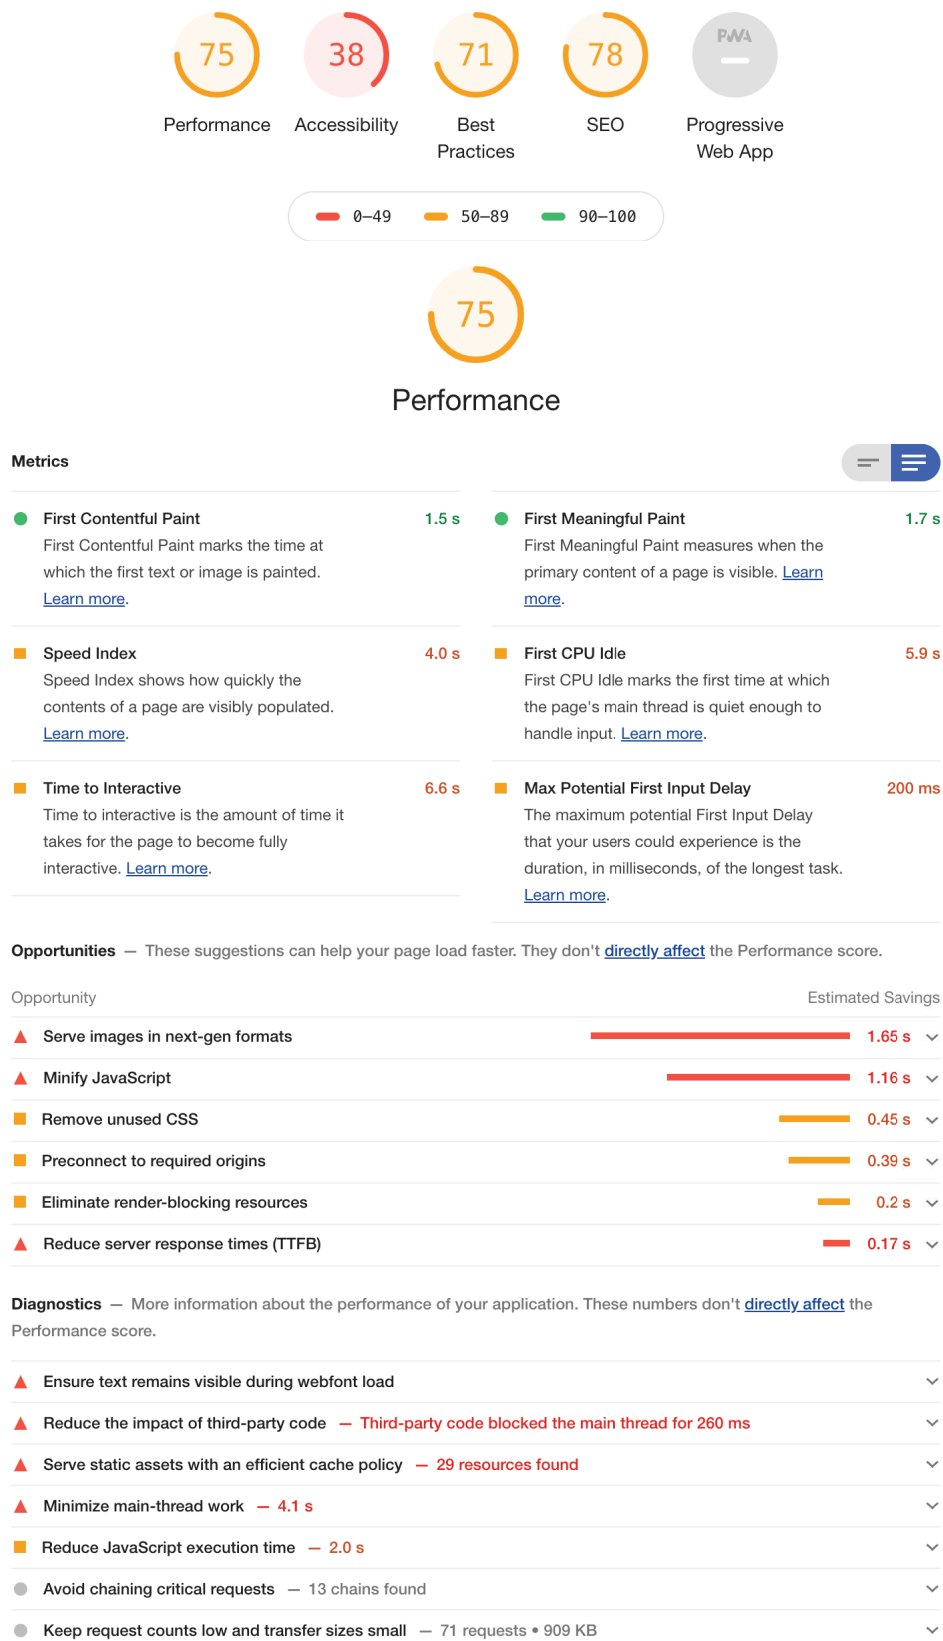 75
38
71
78
PWA
Performance
Accessibility
Best
Practices
SEO
Progressive
Web App
0–49
50–89
90–100
75
Performance
Metrics
First Contentful Paint 1.5 s
First Contentful Paint marks the time at
which the first text or image is painted.
Learn more.
First Meaningful Paint 1.7 s
First Meaningful Paint measures when the
primary content of a page is visible. Learn
more.
Speed Index 4.0 s
Speed Index shows how quickly the
contents of a page are visibly populated.
Learn more.
First CPU Idle 5.9 s
First CPU Idle marks the first time at which
the page's main thread is quiet enough to
handle input. Learn more.
Time to Interactive 6.6 s
Time to interactive is the amount of time it
takes for the page to become fully
interactive. Learn more.
Max Potential First Input Delay 200 ms
The maximum potential First Input Delay
that your users could experience is the
duration, in milliseconds, of the longest task.
Learn more.
Opportunities — These suggestions can help your page load faster. They don't directly affect the Performance score.
Opportunity Estimated Savings
Serve images in next-gen formats 1.65 s
Minify JavaScript 1.16 s
Remove unused CSS 0.45 s
Preconnect to required origins 0.39 s
Eliminate render-blocking resources 0.2 s
Reduce server response times (TTFB) 0.17 s
Diagnostics — More information about the performance of your application. These numbers don't directly affect the
Performance score.
Ensure text remains visible during webfont load
Reduce the impact of third-party code — Third-party code blocked the main thread for 260 ms
Serve static assets with an efficient cache policy — 29 resources found
Minimize main-thread work — 4.1 s
Reduce JavaScript execution time — 2.0 s
Avoid chaining critical requests — 13 chains found
Keep request counts low and transfer sizes small — 71 requests • 909 KB